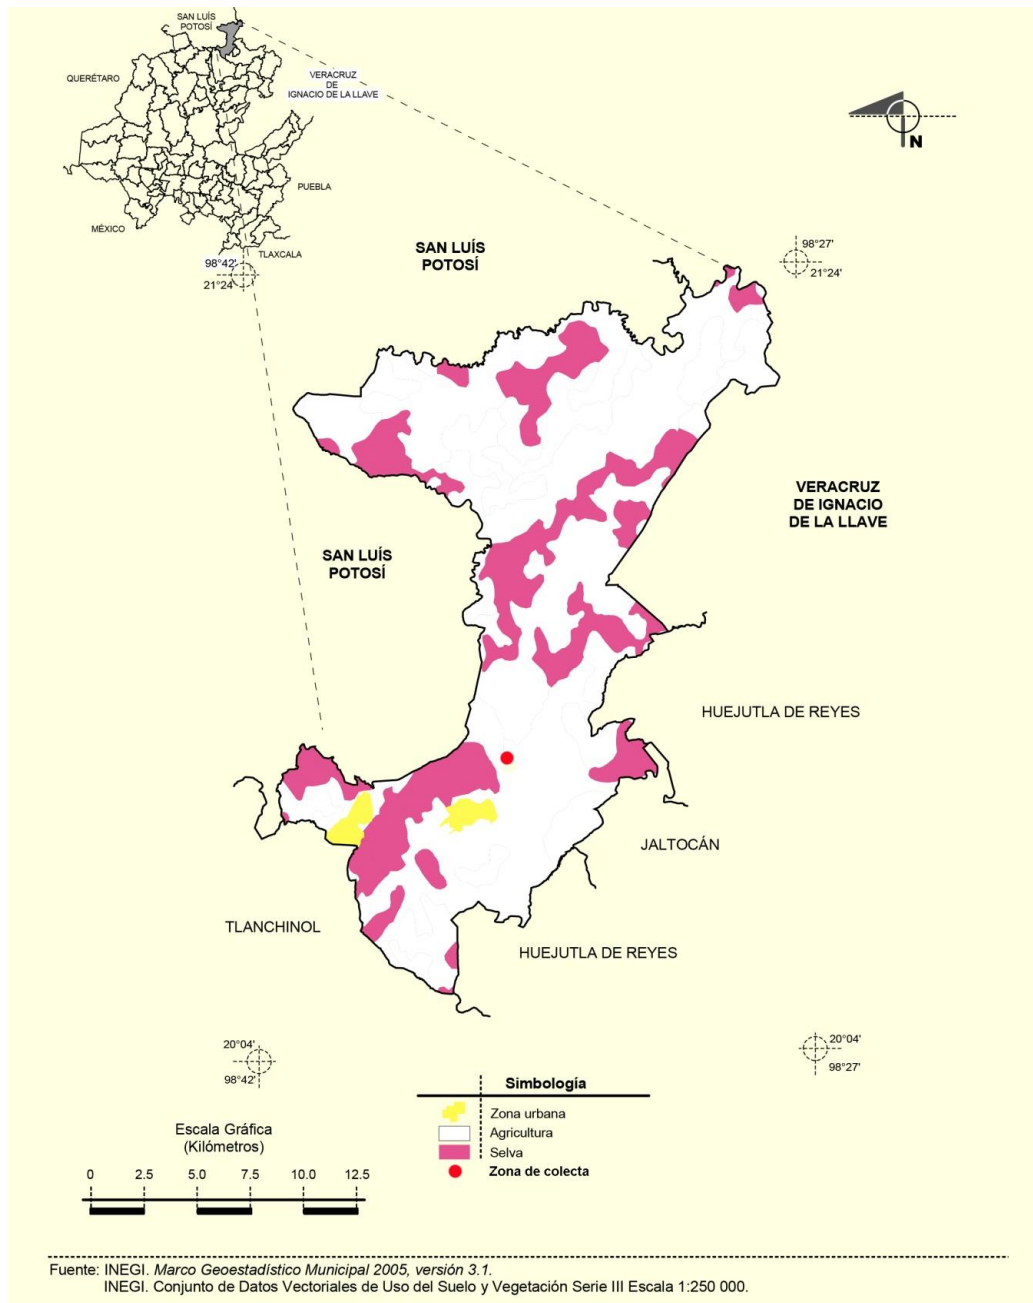 SAN LUÍS
POTOSÍ
QUERÉTARO
VERACRUZ
DE
IGNACIO DE LA LLAVE
PUEBLA
MÉXICO
TLAXCALA
N
98°42'
21°24'
98°27'
21°24'
SAN LUÍS
POTOSÍ
VERACRUZ
DE IGNACIO
DE LA LLAVE
SAN LUÍS
POTOSÍ
HUEJUTLA DE REYES
JALTOCÁN
TLANCHINOL
HUEJUTLA DE REYES
20°04'
98°42'
20°04'
98°27'
Simbología
Zona urbana
Agricultura
Selva
Zona de colecta
Escala Gráfica
(Kilómetros)
0 2.5 5.0 7.5 10.0 12.5
Fuente: INEGI. Marco Geoestadístico Municipal 2005, versión 3.1.
INEGI. Conjunto de Datos Vectoriales de Uso del Suelo y Vegetación Serie III Escala 1:250 000.